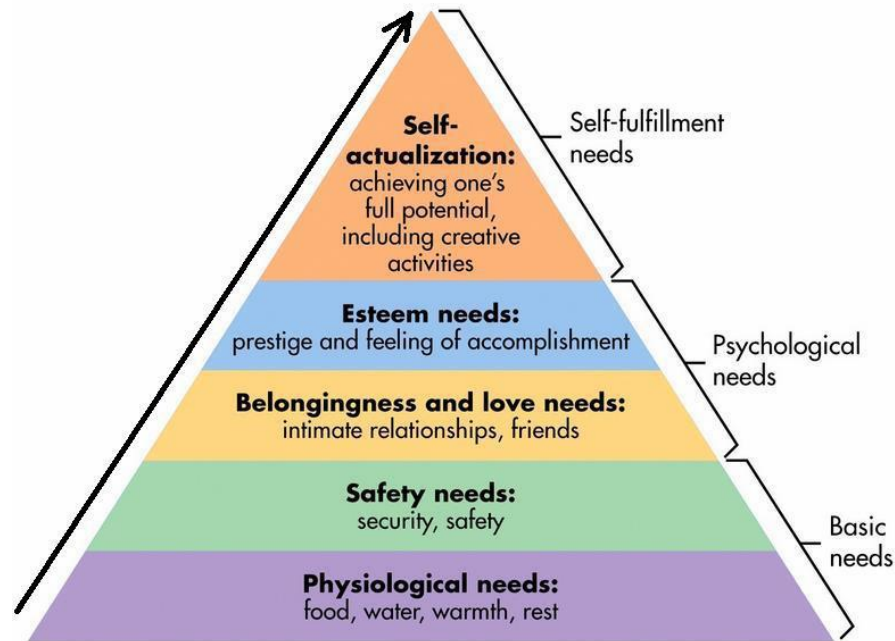 Self-
actualization:
achieving one's
full potential,
including creative
activities
Self-fulfillment
needs
Esteem needs:
prestige and feeling of accomplishment
Psychological
needs
Belongingness and love needs:
intimate relationships, friends
Safety needs:
security, safety
Basic
needs
Physiological needs:
food, water, warmth, rest